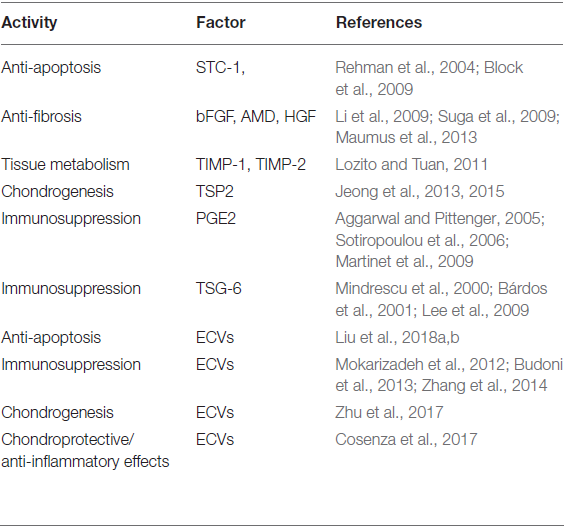 Activity Factor References
Anti-apoptosis STC-1, Rehman et al., 2004; Block
et al., 2009
Anti-fibrosis bFGF, AMD, HGF Li et al., 2009; Suga et al., 2009;
Maumus et al., 2013
Tissue metabolism TIMP-1, TIMP-2 Lozito and Tuan, 2011
Chondrogenesis TSP2 Jeong et al., 2013, 2015
Immunosuppression PGE2 Aggarwal and Pittenger, 2005;
Sotiropoulou et al., 2006;
Martinet et al., 2009
Immunosuppression TSG-6 Mindrescu et al., 2000; Bárdos
et al., 2001; Lee et al., 2009
Anti-apoptosis ECVs Liu et al., 2018a,b
Immunosuppression ECVs Mokarizadeh et al., 2012; Budoni
et al., 2013; Zhang et al., 2014
Chondrogenesis ECVs Zhu et al., 2017
Chondroprotective/ ECVs Cosenza et al., 2017
anti-inflammatory effects